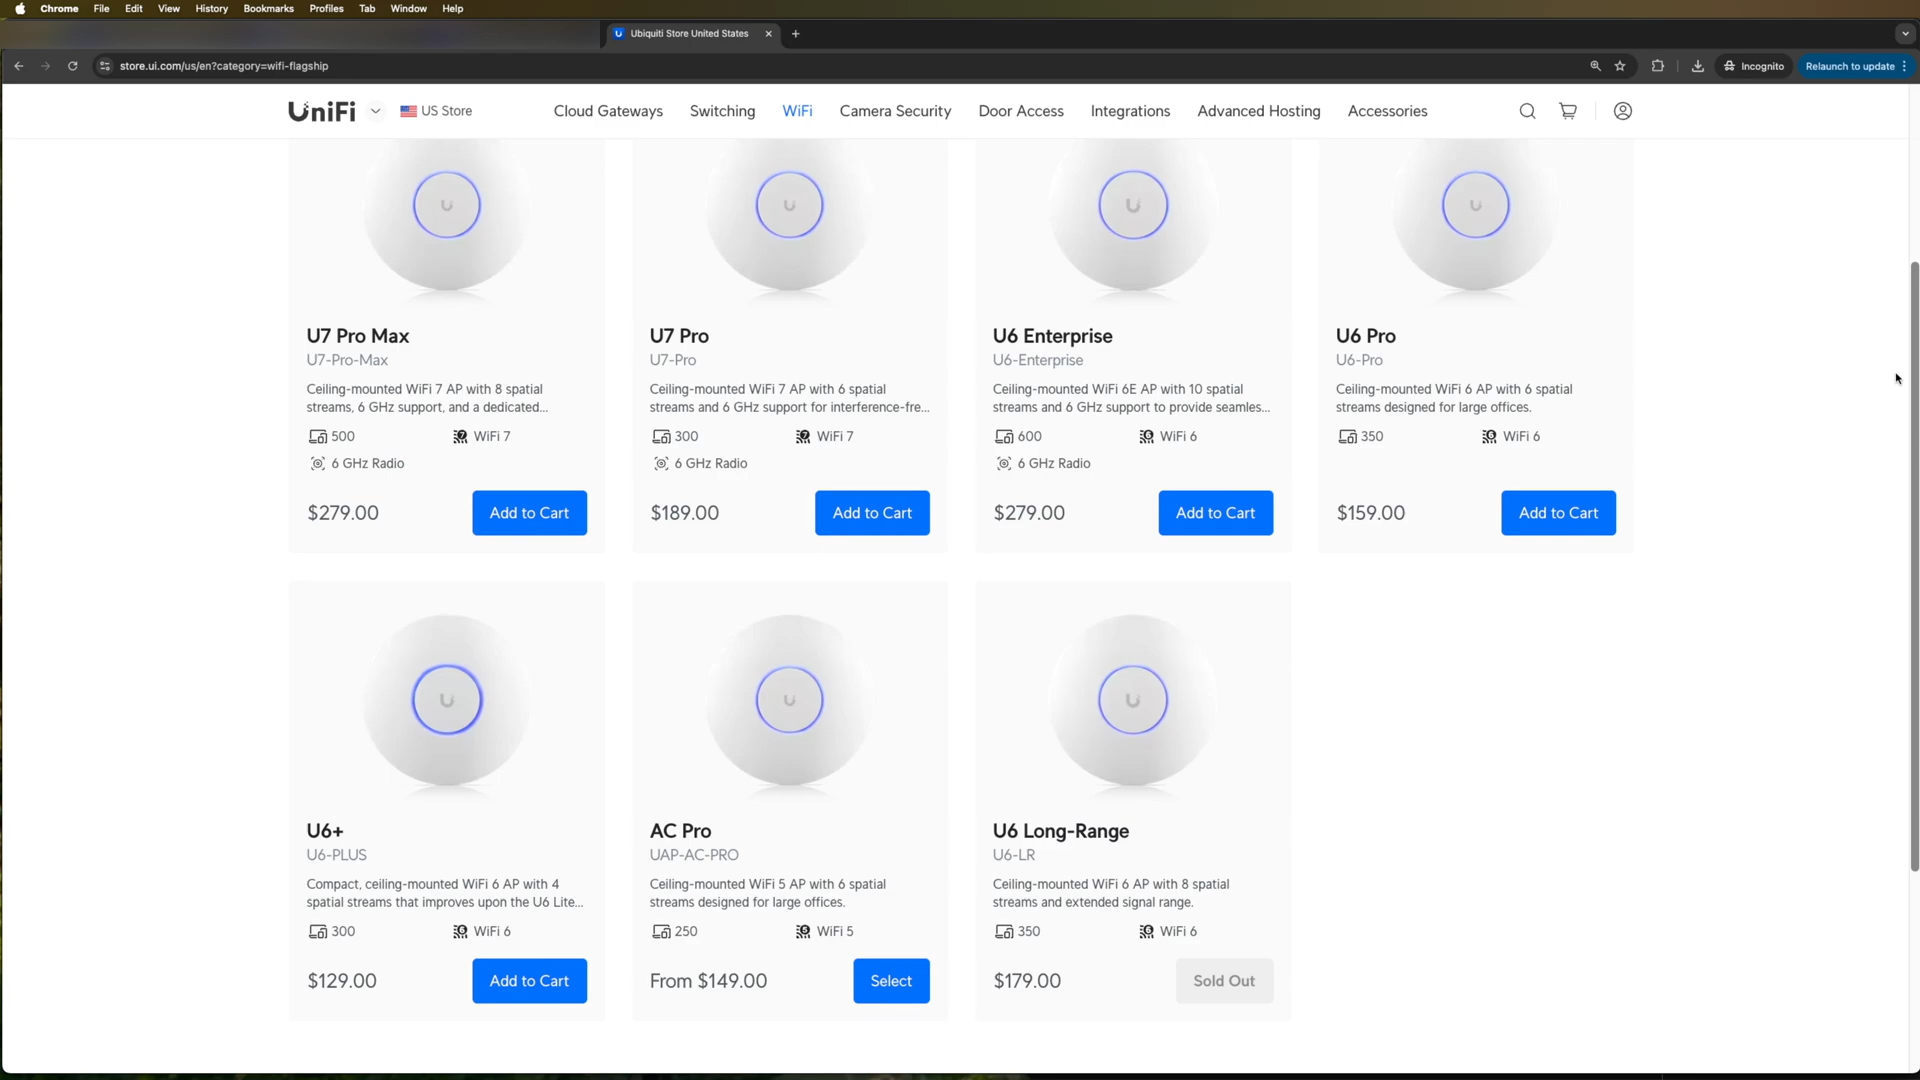 Chrome File Edit View History Bookmarks Profiles Tab Window Help
Ubiquiti Store United States
store.ui.com/us/en?category=wifi-flagship
Incognito
Relaunch to update
UniFi US Store Cloud Gateways Switching WiFi Camera Security Door Access Integrations Advanced Hosting Accessories
U7 Pro Max
U7-Pro-Max
Ceiling-mounted WiFi 7 AP with 8 spatial
streams, 6 GHz support, and a dedicated...
500 WiFi 7
6 GHz Radio
$279.00 Add to Cart
U7 Pro
U7-Pro
Ceiling-mounted WiFi 7 AP with 6 spatial
streams and 6 GHz support for interference-fre...
300 WiFi 7
6 GHz Radio
$189.00 Add to Cart
U6 Enterprise
U6-Enterprise
Ceiling-mounted WiFi 6E AP with 10 spatial
streams and 6 GHz support to provide seamles...
600 WiFi 6
6 GHz Radio
$279.00 Add to Cart
U6 Pro
U6-Pro
Ceiling-mounted WiFi 6 AP with 6 spatial
streams designed for large offices.
350 WiFi 6
$159.00 Add to Cart
U6+
U6-PLUS
Compact, ceiling-mounted WiFi 6 AP with 4
spatial streams that improves upon the U6 Lite...
300 WiFi 6
$129.00 Add to Cart
AC Pro
UAP-AC-PRO
Ceiling-mounted WiFi 5 AP with 6 spatial
streams designed for large offices.
250 WiFi 5
From $149.00 Select
U6 Long-Range
U6-LR
Ceiling-mounted WiFi 6 AP with 8 spatial
streams and extended signal range.
350 WiFi 6
$179.00 Sold Out